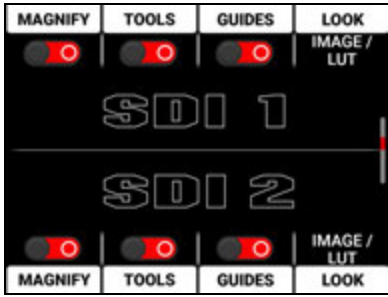 MAGNIFY TOOLS GUIDES LOOK
IMAGE /
LUT
SDI 1
SDI 2
IMAGE /
LUT
MAGNIFY TOOLS GUIDES LOOK